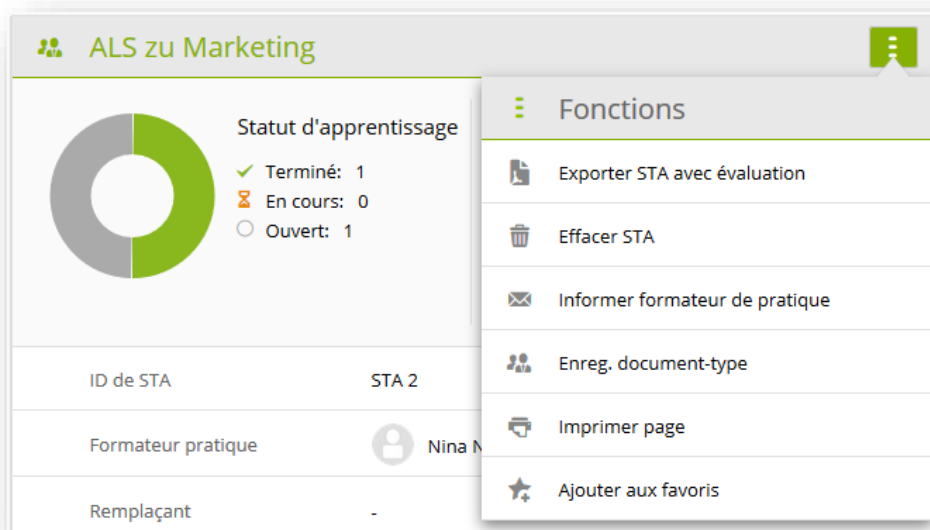 ALS zu Marketing
Statut d'apprentissage
Terminé: 1
En cours: 0
Ouvert: 1
Fonctions
Exporter STA avec évaluation
Effacer STA
Informer formateur de pratique
Enreg. document-type
Imprimer page
Ajouter aux favoris
ID de STA STA 2
Formateur pratique Nina
Remplaçant -